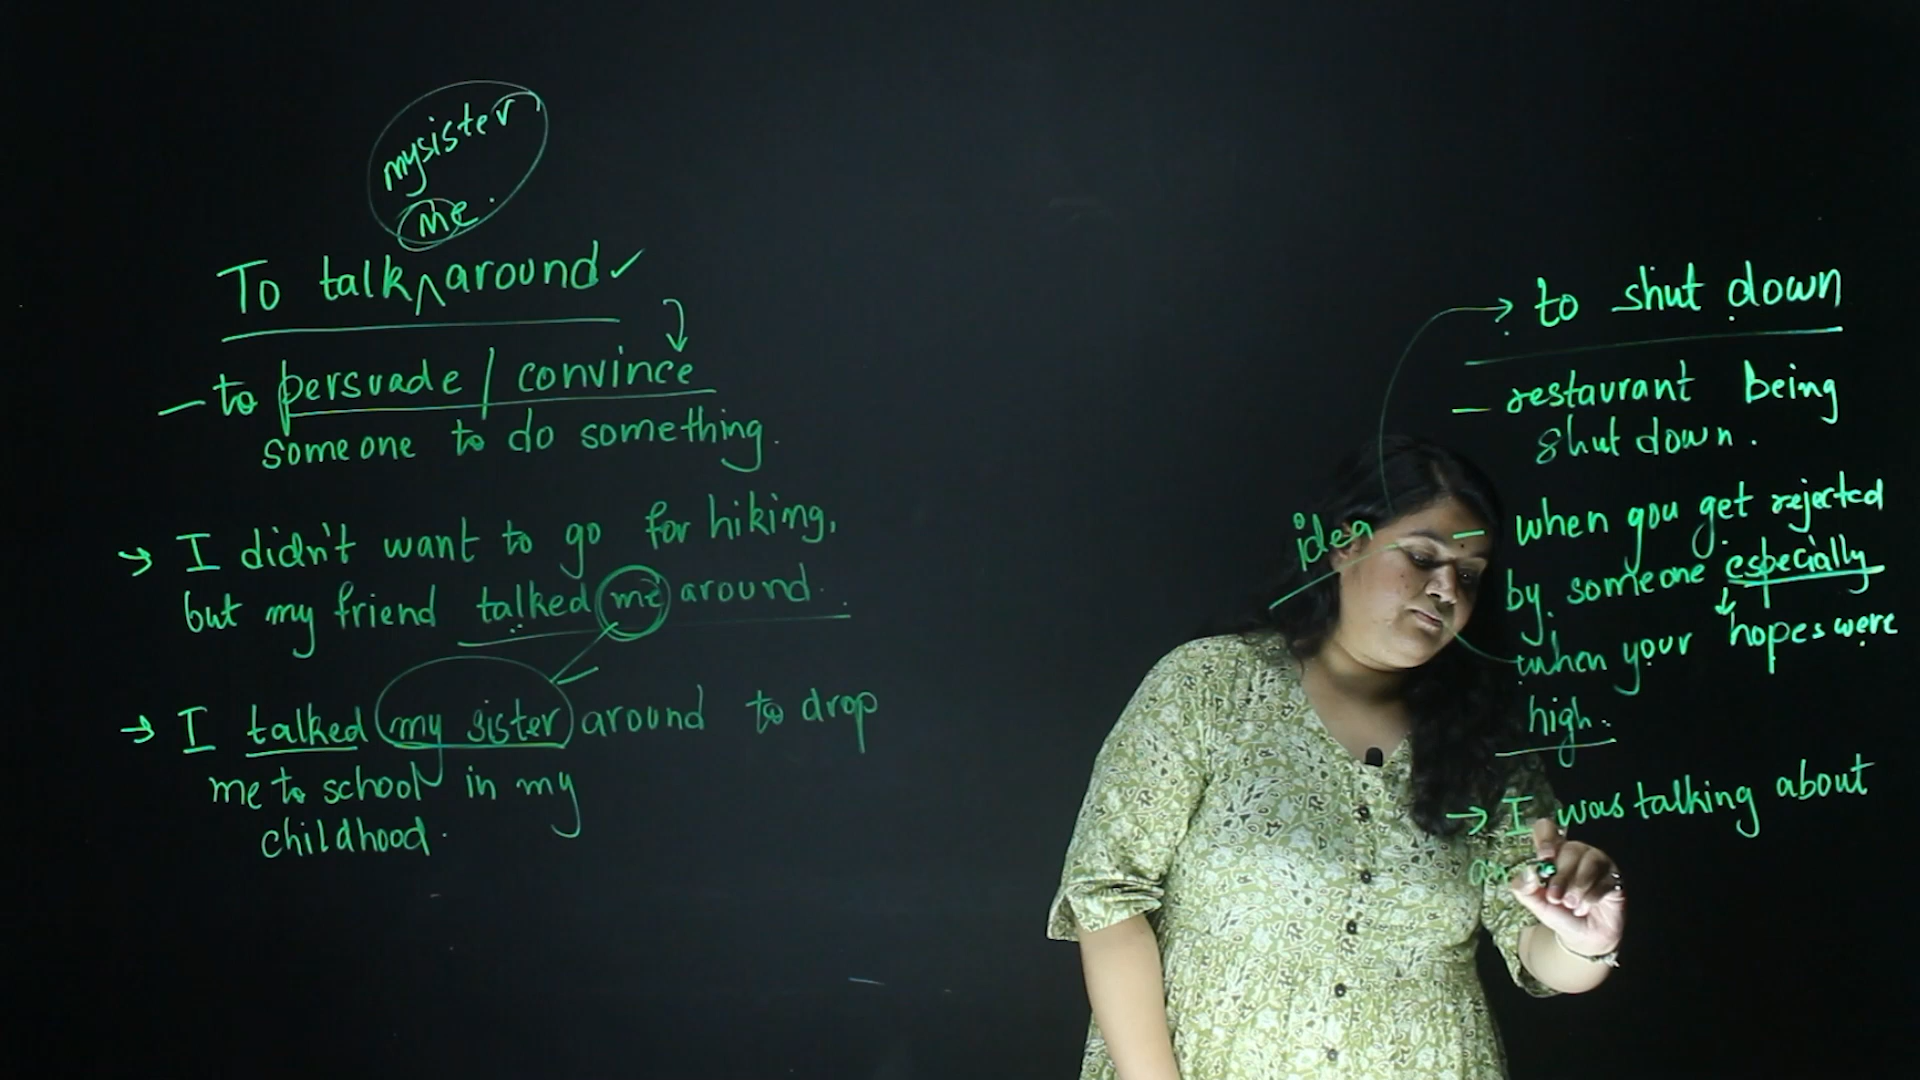 my sister
me.
To talk ^ around ✓
— to persuade / convince
someone to do something.
→ I didn't want to go for hiking,
but my friend talked me around.
→ I talked my sister around to drop
me to school in my
childhood.
idea
→ to shut down
— restaurant being
shut down.
— when you get rejected
by someone especially
when your hopes were
high.
→ I was talking about